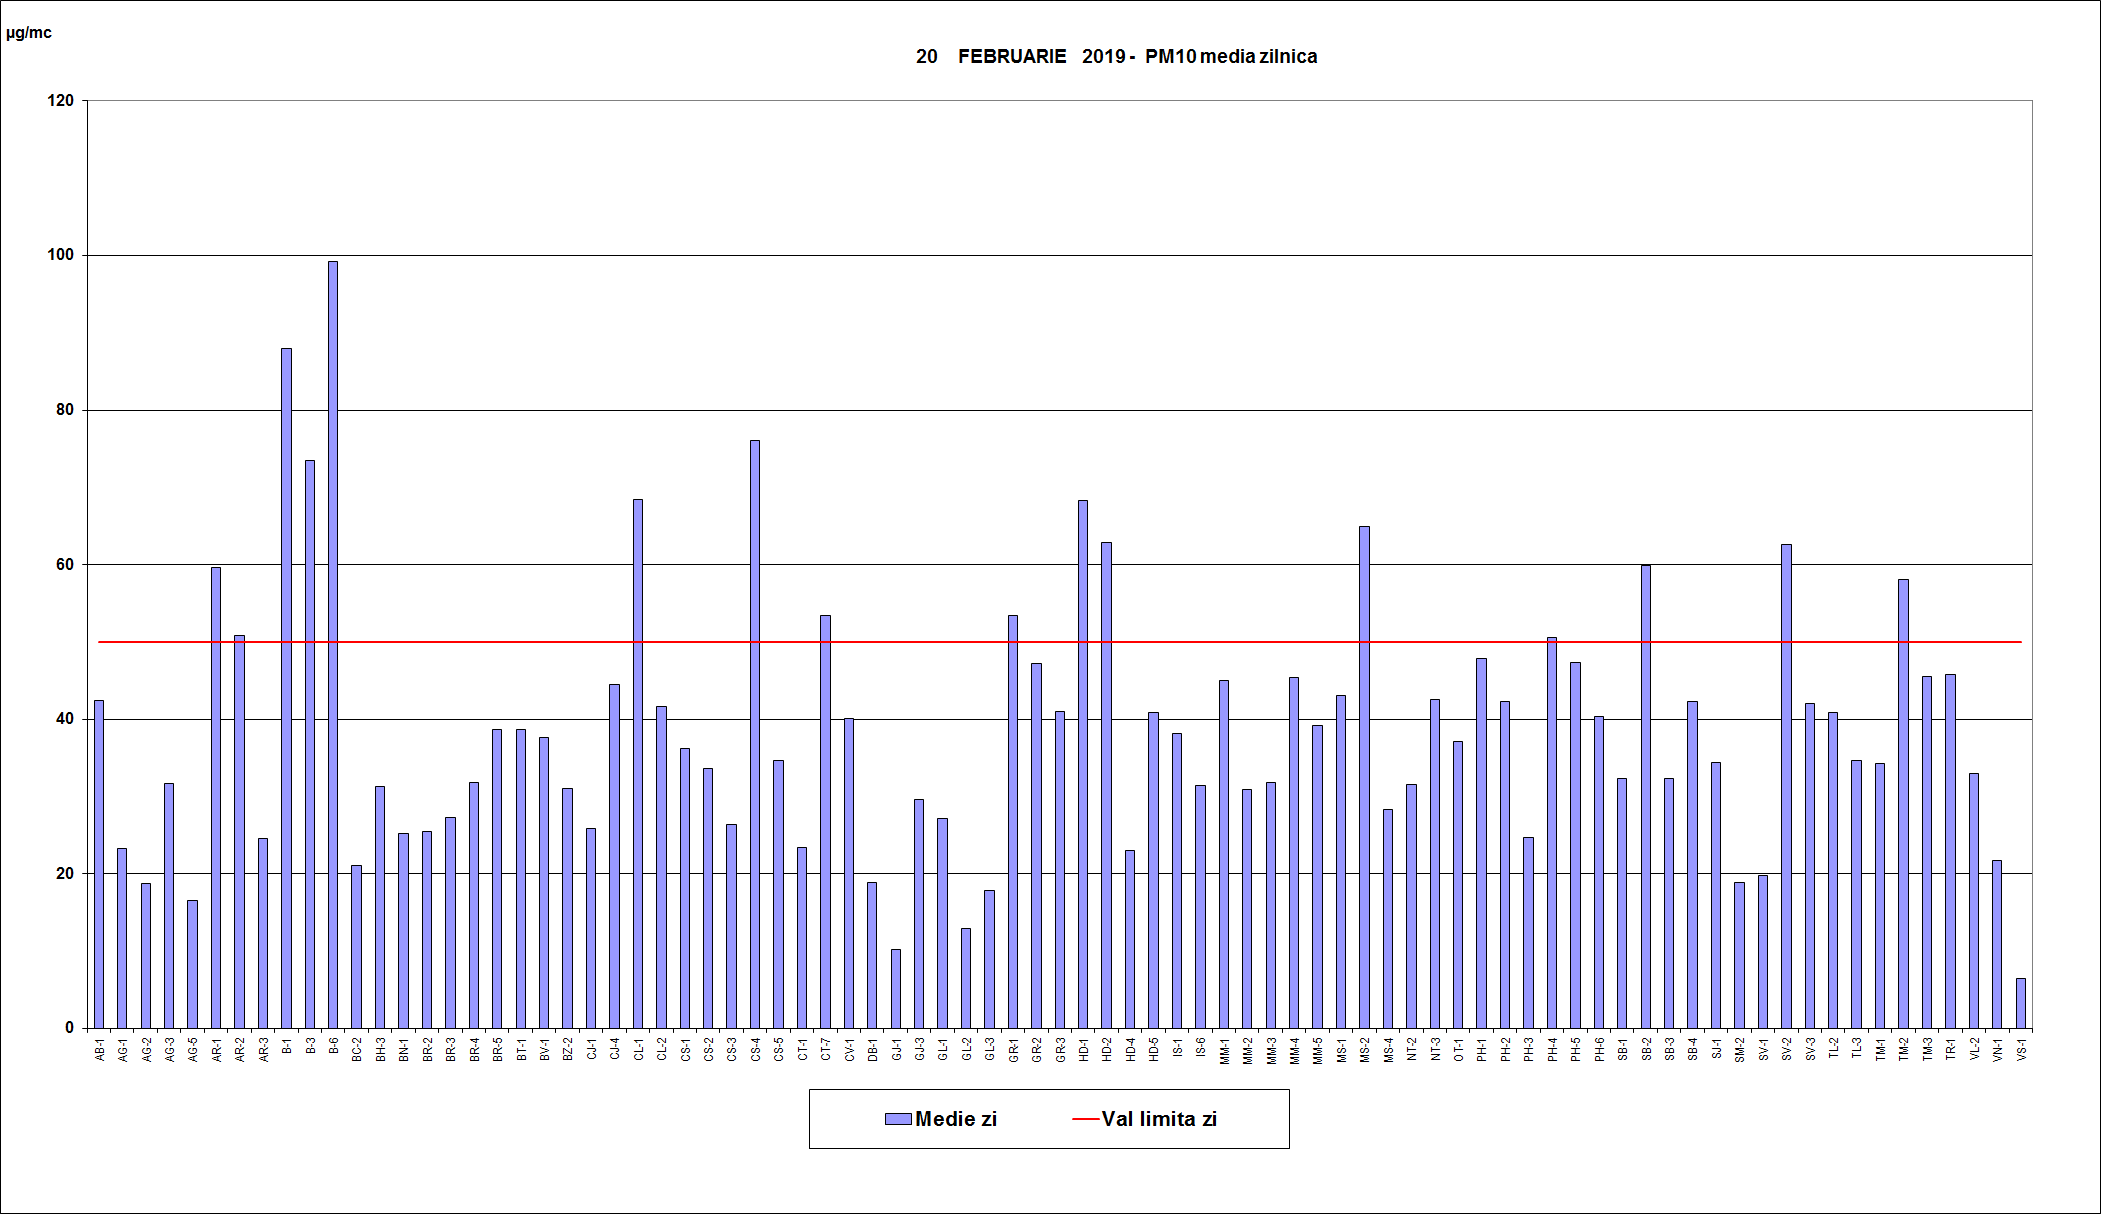 µg/mc
20 FEBRUARIE 2019 - PM10 media zilnica
120
100
80
60
40
20
0
AB-1 AG-1 AG-2 AG-3 AG-5 AR-1 AR-2 AR-3 B-1 B-3 B-6 BC-2 BH-3 BN-1 BR-2 BR-3 BR-4 BR-5 BT-1 BV-1 BZ-2 CJ-1 CJ-4 CL-1 CL-2 CS-1 CS-2 CS-3 CS-4 CS-5 CT-1 CT-7 CV-1 DB-1 GJ-1 GJ-3 GL-1 GL-2 GL-3 GR-1 GR-2 GR-3 HD-1 HD-2 HD-4 HD-5 IS-1 IS-6 MM-1 MM-2 MM-3 MM-4 MM-5 MS-1 MS-2 MS-4 NT-2 NT-3 OT-1 PH-1 PH-2 PH-3 PH-4 PH-5 PH-6 SB-1 SB-2 SB-3 SB-4 SJ-1 SM-2 SV-1 SV-2 SV-3 TL-2 TL-3 TM-1 TM-2 TM-3 TR-1 VL-2 VN-1 VS-1
Medie zi Val limita zi